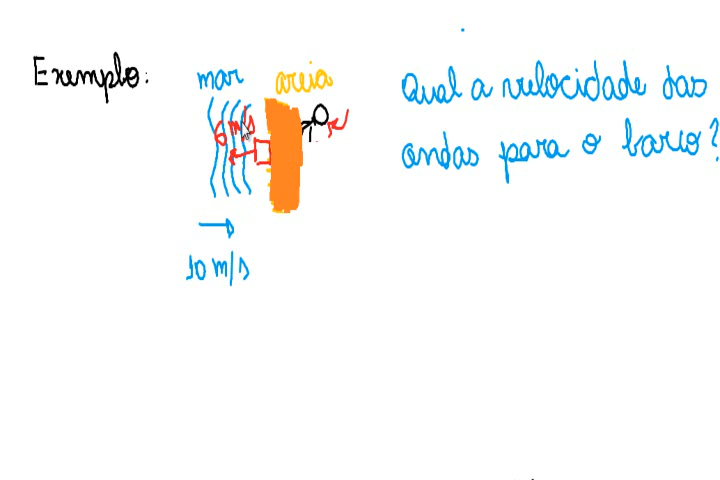 Exemplo:
mar
areia
6 m/s
10 m/s
Qual a velocidade das
ondas para o barco?